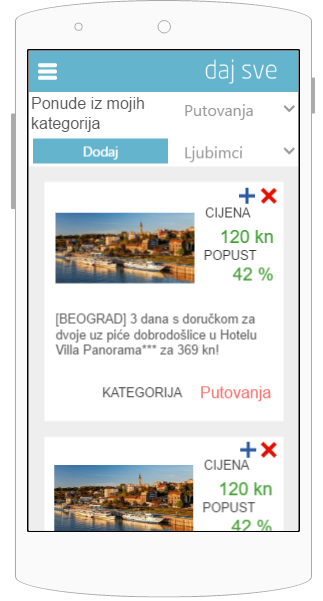 daj sve
Ponude iz mojih
kategorija
Putovanja
Dodaj
Ljubimci
CIJENA
120 kn
POPUST
42 %
[BEOGRAD] 3 dana s doručkom za
dvoje uz piće dobrodošlice u Hotelu
Villa Panorama*** za 369 kn!
KATEGORIJA Putovanja
CIJENA
120 kn
POPUST
42 %